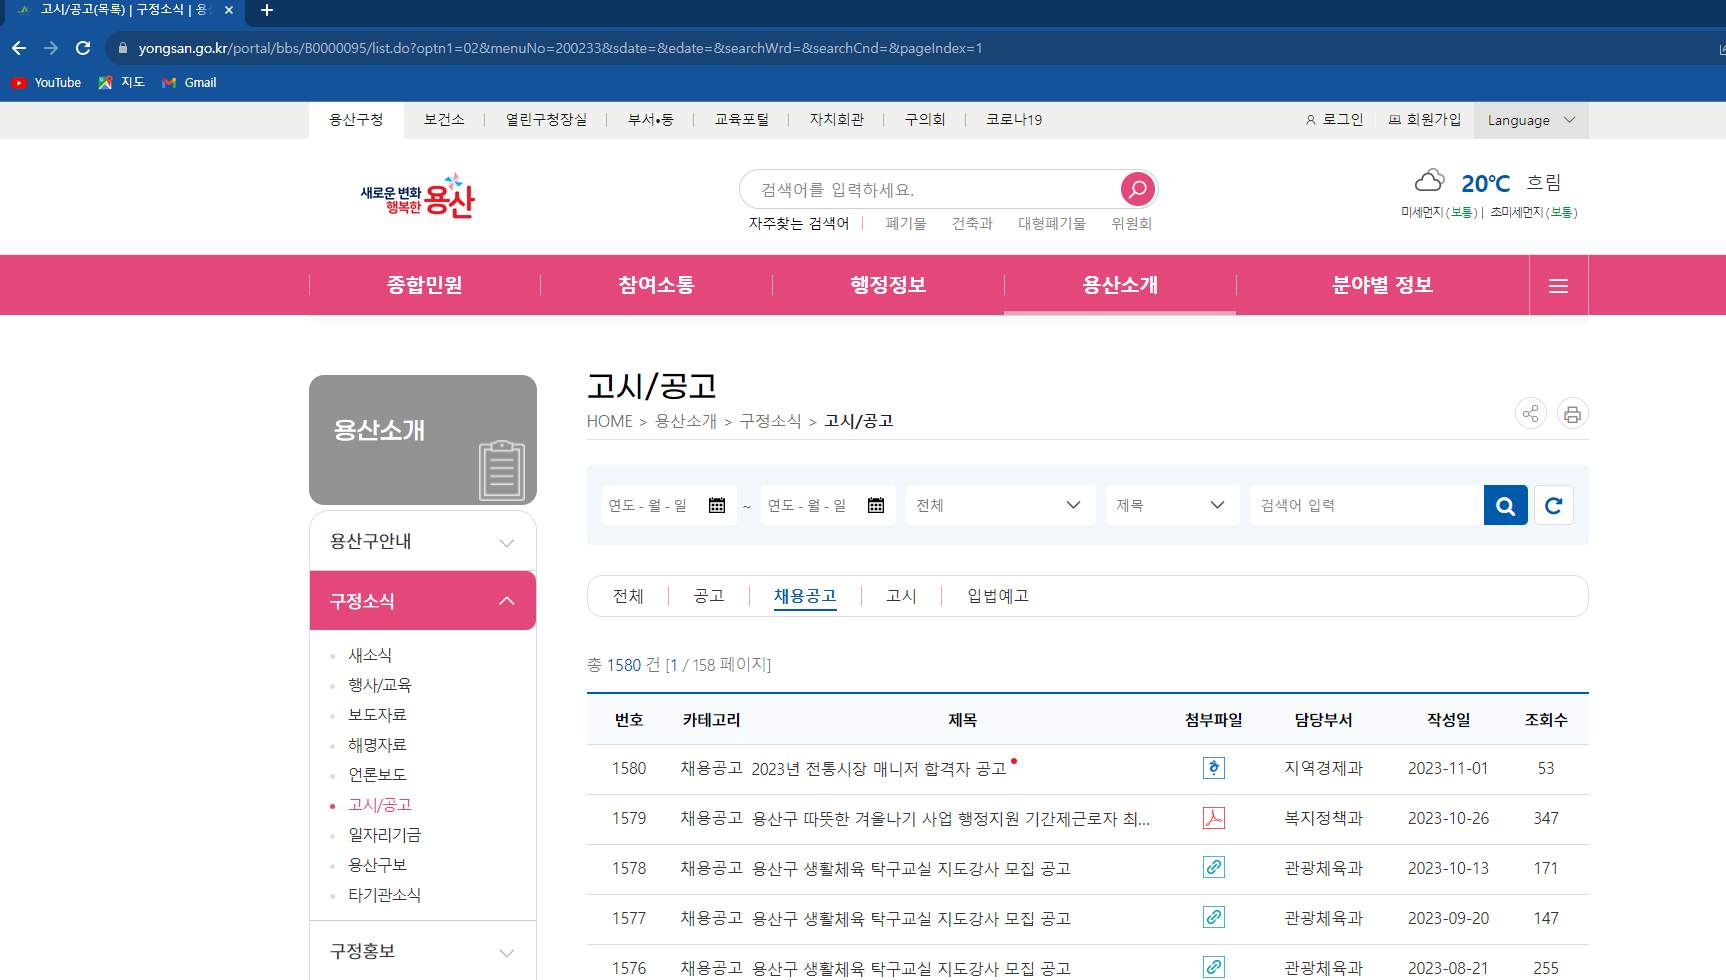 고시/공고(목록) | 구정소식 | 용
yongsan.go.kr/portal/bbs/B0000095/list.do?optn1=02&menuNo=200233&sdate=&edate=&searchWrd=&searchCnd=&pageIndex=1
YouTube 지도 Gmail
용산구청 보건소 열린구청장실 부서•동 교육포털 자치회관 구의회 코로나19 로그인 회원가입 Language
새로운 변화
행복한 용산
검색어를 입력하세요.
20℃ 흐림
자주찾는 검색어 폐기물 건축과 대형폐기물 위원회
미세먼지 ( 보통 ) | 초미세먼지 ( 보통 )
종합민원 참여소통 행정정보 용산소개 분야별 정보
용산소개
고시/공고
HOME > 용산소개 > 구정소식 > 고시/공고
연도 - 월 - 일 ~ 연도 - 월 - 일 전체 제목 검색어 입력
용산구안내
구정소식
새소식
행사/교육
보도자료
해명자료
언론보도
고시/공고
일자리기금
용산구보
타기관소식
구정홍보
전체 공고 채용공고 고시 입법예고
총 1580 건 [1 / 158 페이지]
번호 카테고리 제목 첨부파일 담당부서 작성일 조회수
1580 채용공고 2023년 전통시장 매니저 합격자 공고 지역경제과 2023-11-01 53
1579 채용공고 용산구 따뜻한 겨울나기 사업 행정지원 기간제근로자 최... 복지정책과 2023-10-26 347
1578 채용공고 용산구 생활체육 탁구교실 지도강사 모집 공고 관광체육과 2023-10-13 171
1577 채용공고 용산구 생활체육 탁구교실 지도강사 모집 공고 관광체육과 2023-09-20 147
1576 채용공고 용산구 생활체육 탁구교실 지도강사 모집 공고 관광체육과 2023-08-21 255